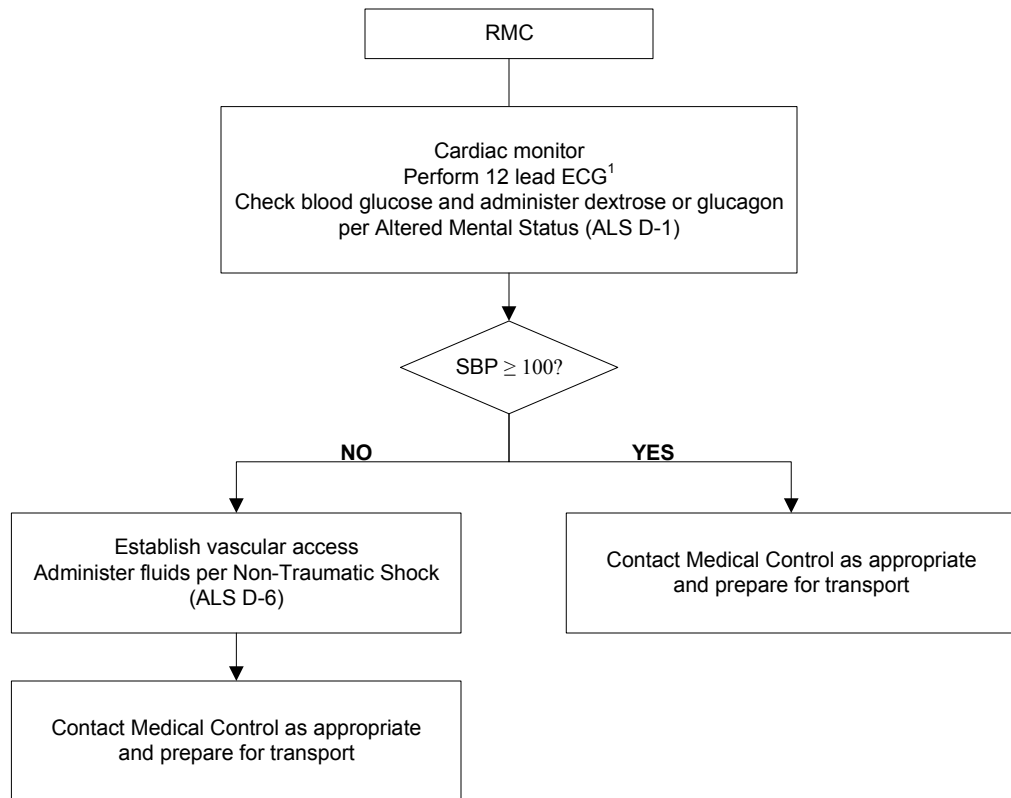 RMC
Cardiac monitor
Perform 12 lead ECG¹
Check blood glucose and administer dextrose or glucagon
per Altered Mental Status (ALS D-1)
SBP ≥ 100?
NO
YES
Establish vascular access
Administer fluids per Non-Traumatic Shock
(ALS D-6)
Contact Medical Control as appropriate
and prepare for transport
Contact Medical Control as appropriate
and prepare for transport